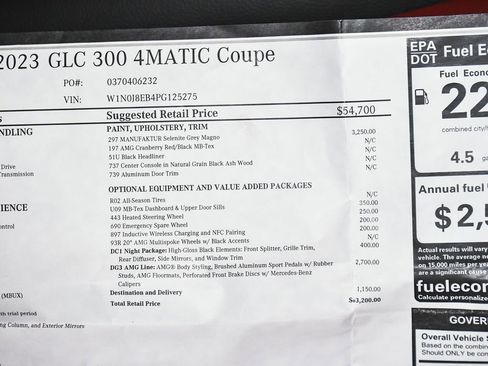 2023 GLC 300 4MATIC Coupe
PO#: 0370406232
VIN: W1N0J8EB4PG125275
Suggested Retail Price $54,700
PAINT, UPHOLSTERY, TRIM
297 MANUFAKTUR Selenite Grey Magno 3,250.00
197 AMG Cranberry Red/Black MB-Tex N/C
51U Black Headliner N/C
737 Center Console in Natural Grain Black Ash Wood N/C
739 Aluminum Door Trim N/C
OPTIONAL EQUIPMENT AND VALUE ADDED PACKAGES
R02 All-Season Tires N/C
U09 MB-Tex Dashboard & Upper Door Sills 350.00
443 Heated Steering Wheel 250.00
690 Emergency Spare Wheel 200.00
897 Inductive Wireless Charging and NFC Pairing 200.00
93R 20" AMG Multispoke Wheels w/ Black Accents N/C
DC1 Night Package: High-Gloss Black Elements: Front Splitter, Grille Trim, 400.00
Rear Diffuser, Side Mirrors, and Window Trim
DG3 AMG Line: AMG® Body Styling, Brushed Aluminum Sport Pedals w/ Rubber 2,700.00
Studs, AMG Floormats, Perforated Front Brake Discs w/ Mercedes-Benz
Calipers
Destination and Delivery 1,150.00
Total Retail Price 3,200.00
NDLING
Drive
Transmission
IENCE
ontrol
(MBUX)
th trial period
ing Column, and Exterior Mirrors
EPA
DOT
Fuel Econ
Fuel Econo
22
combined city/h
4.5
Annual fuel
$2,5
Actual results will vary
vehicle. The average ne
on 15,000 miles per yea
are a significant cause
fuelecon
Calculate personalized
GOVER
Overall Vehicle S
Based on the combin
Should ONLY be com